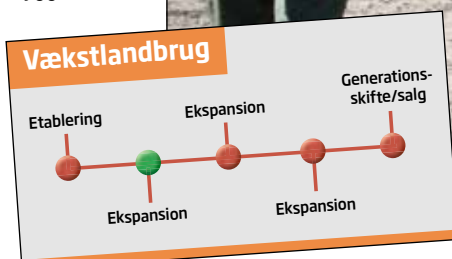 Vækstlandbrug
Etablering
Ekspansion
Generations-
skifte/salg
Ekspansion
Ekspansion